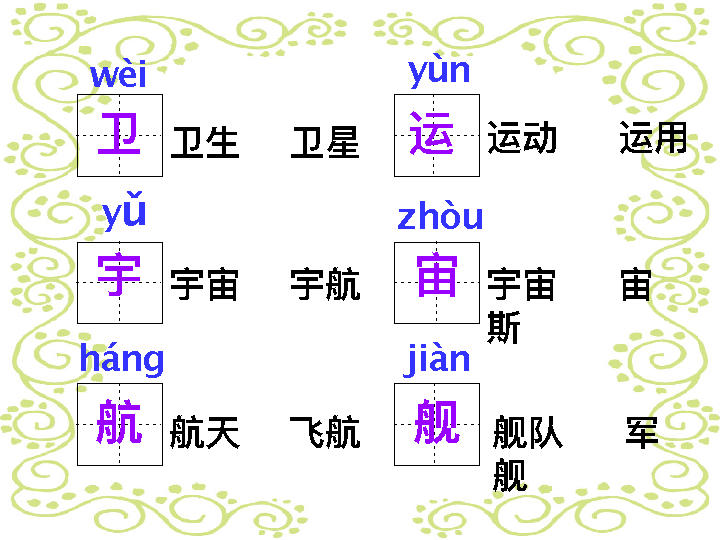 wèi yùn
卫 卫生 卫星 运 运动 运用
yǔ zhòu
宇 宇宙 宇航 宙 宇宙 宙
斯
háng jiàn
航 航天 飞航 舰 舰队 军
舰